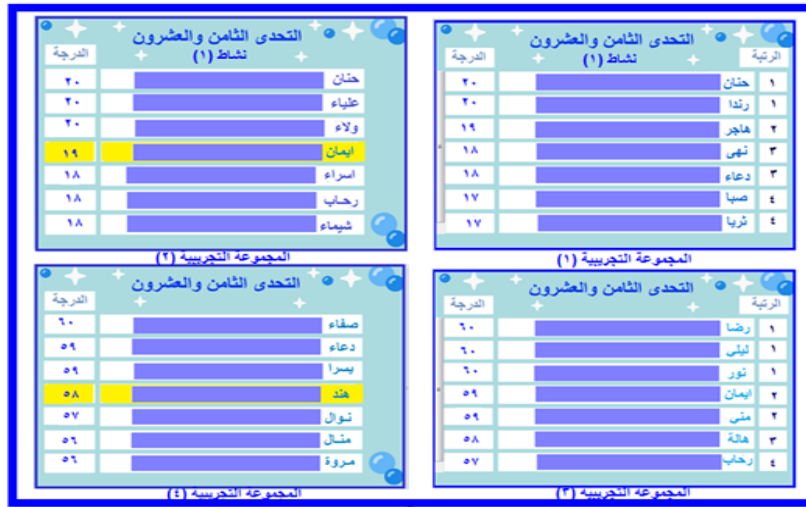 التحدى الثامن والعشرون
نشاط (١)
الرتبة الدرجة
١ حنان ٢٠
١ رندا ٢٠
٢ هاجر ١٩
٣ نهى ١٨
٣ دعاء ١٨
٤ صبا ١٧
٤ ثريا ١٧
المجموعة التجريبية (١)
التحدى الثامن والعشرون
نشاط (١)
الدرجة
حنان ٢٠
علياء ٢٠
ولاء ٢٠
ايمان ١٩
اسراء ١٨
رحاب ١٨
شيماء ١٨
المجموعة التجريبية (٢)
التحدى الثامن والعشرون
الرتبة الدرجة
١ رضا ٦٠
١ ليلى ٦٠
١ نور ٦٠
٢ ايمان ٥٩
٢ منى ٥٩
٣ هالة ٥٨
٤ رحاب ٥٧
المجموعة التجريبيه (٣)
التحدى الثامن والعشرون
الدرجة
صفاء ٦٠
دعاء ٥٩
يسرا ٥٩
هند ٥٨
نوال ٥٧
منال ٥٦
مروة ٥٦
المجموعة التجريبية (٤)